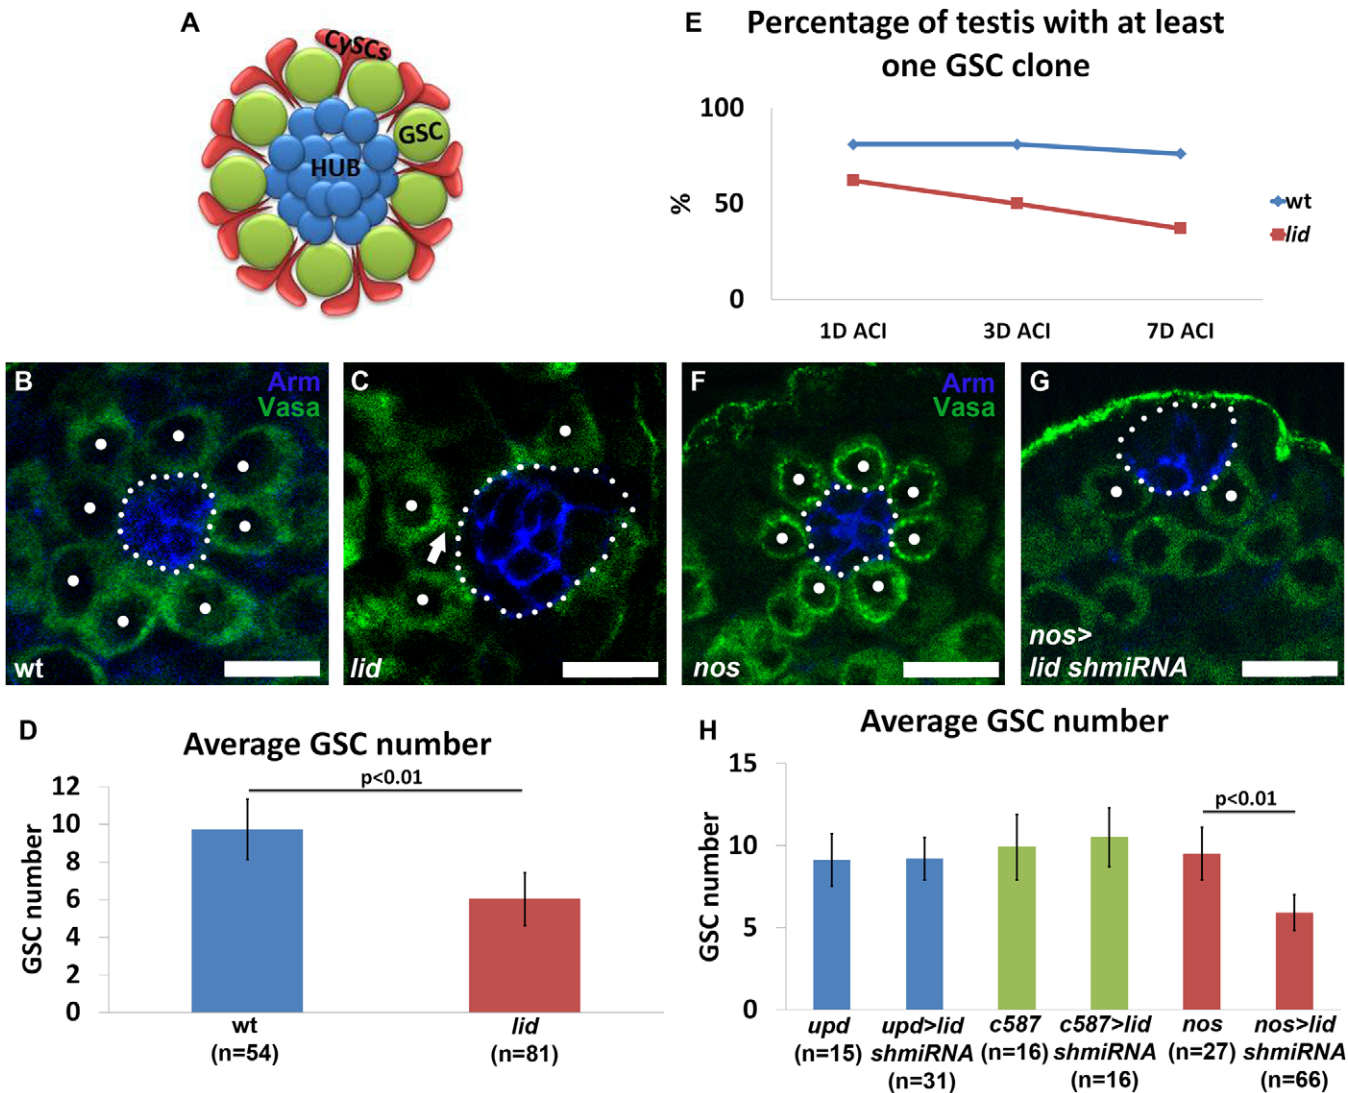 A
CySCs
GSC
HUB
E
Percentage of testis with at least
one GSC clone
100
50
0
%
1D ACI
3D ACI
7D ACI
wt
lid
B
Arm
Vasa
wt
C
lid
F
Arm
Vasa
nos
G
nos>
lid shmiRNA
D
Average GSC number
p<0.01
12
10
8
6
4
2
0
GSC number
wt
(n=54)
lid
(n=81)
H
Average GSC number
p<0.01
15
10
5
0
GSC number
upd
(n=15)
upd>lid
shmiRNA
(n=31)
c587
(n=16)
c587>lid
shmiRNA
(n=16)
nos
(n=27)
nos>lid
shmiRNA
(n=66)